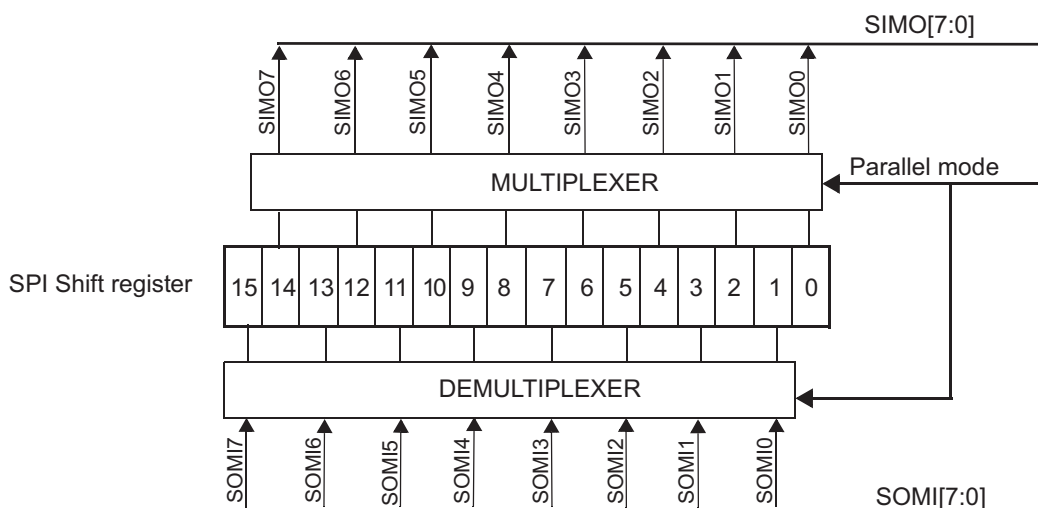 SIMO[7:0]
SIMO7 SIMO6 SIMO5 SIMO4 SIMO3 SIMO2 SIMO1 SIMO0
MULTIPLEXER
Parallel mode
SPI Shift register
15 14 13 12 11 10 9 8 7 6 5 4 3 2 1 0
DEMULTIPLEXER
SOMI7 SOMI6 SOMI5 SOMI4 SOMI3 SOMI2 SOMI1 SOMI0
SOMI[7:0]